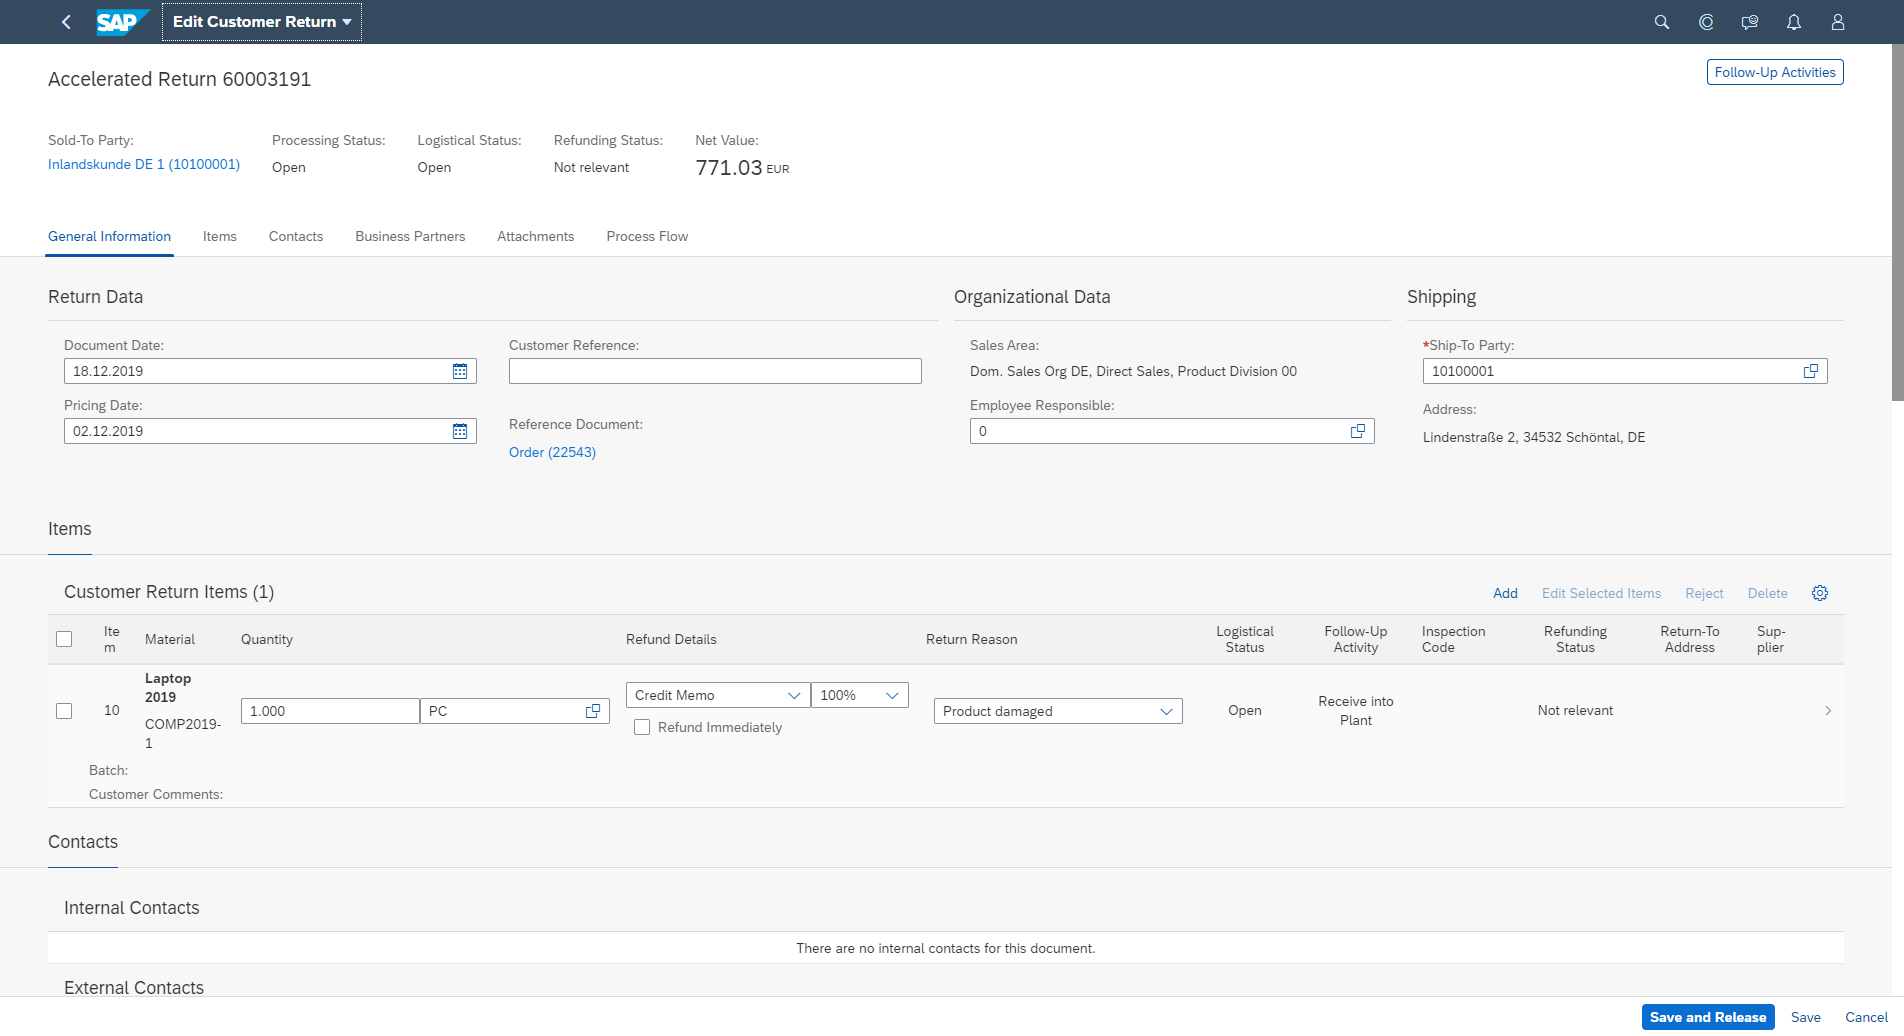 SAP
Edit Customer Return
Accelerated Return 60003191
Follow-Up Activities
Sold-To Party:
Inlandskunde DE 1 (10100001)
Processing Status:
Open
Logistical Status:
Open
Refunding Status:
Not relevant
Net Value:
771.03 EUR
General Information
Items
Contacts
Business Partners
Attachments
Process Flow
Return Data
Document Date:
18.12.2019
Pricing Date:
02.12.2019
Customer Reference:
Reference Document:
Order (22543)
Organizational Data
Sales Area:
Dom. Sales Org DE, Direct Sales, Product Division 00
Employee Responsible:
0
Shipping
*Ship-To Party:
10100001
Address:
Lindenstraße 2, 34532 Schöntal, DE
Items
Customer Return Items (1)
Add
Edit Selected Items
Reject
Delete
Ite
m
Material
Quantity
Refund Details
Return Reason
Logistical
Status
Follow-Up
Activity
Inspection
Code
Refunding
Status
Return-To
Address
Sup-
plier
10
Laptop
2019
COMP2019-
1
1.000
PC
Credit Memo
100%
Refund Immediately
Product damaged
Open
Receive into
Plant
Not relevant
Batch:
Customer Comments:
Contacts
Internal Contacts
There are no internal contacts for this document.
External Contacts
Save and Release
Save
Cancel